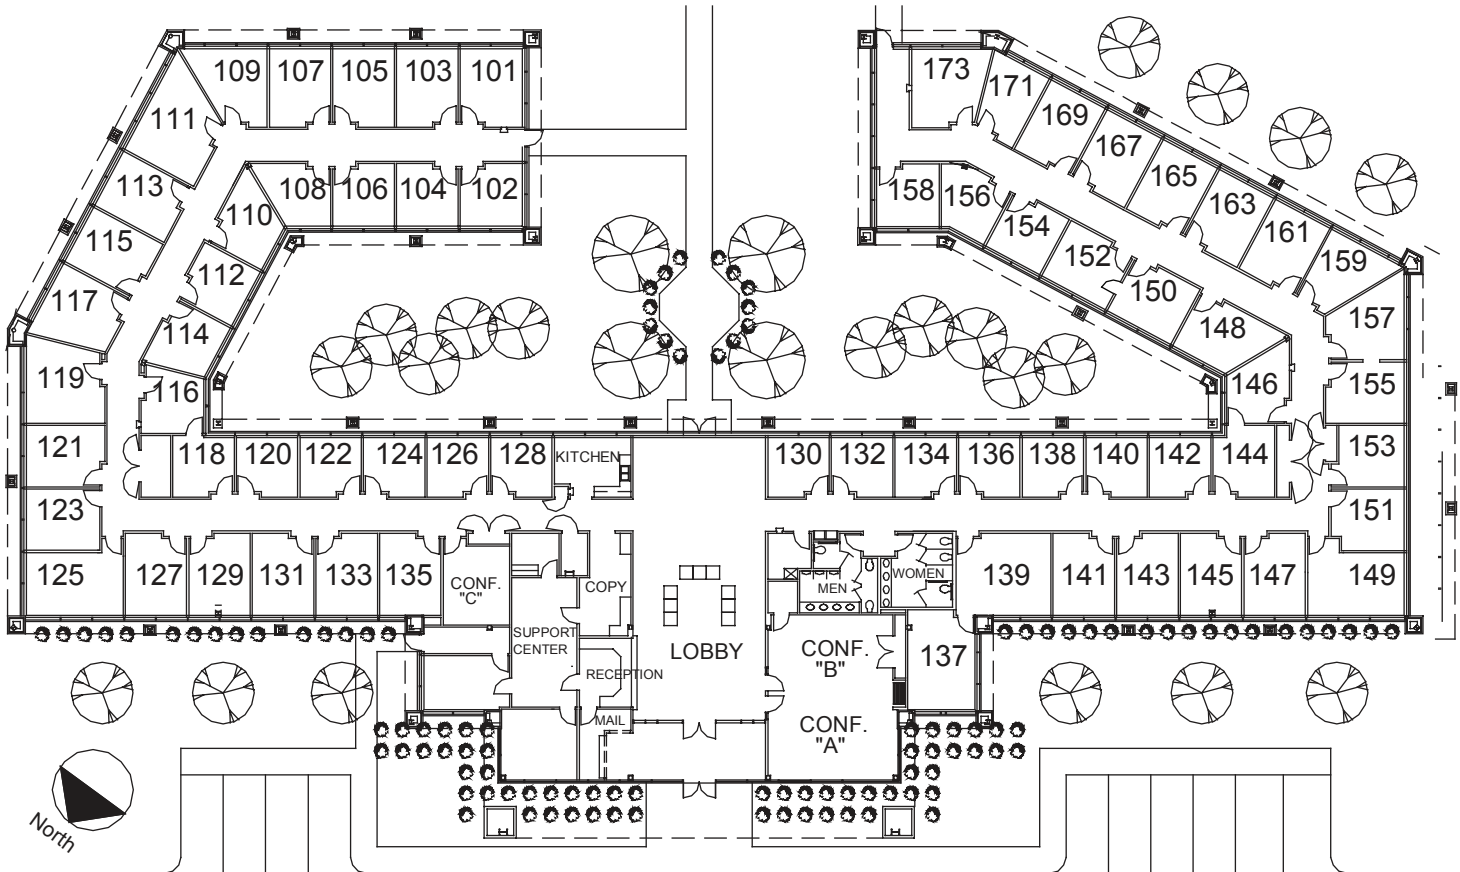 109 107 105 103 101
173
171
169
167
165
163
161
159
111
113
115
117
108 106 104 102
110
112
114
158 156
154
152
150
148
157
119
116
146
155
121
118 120 122 124 126 128
KITCHEN
130 132 134 136 138 140 142 144
153
123
151
125 127 129 131 133 135
CONF.
"C"
COPY
MEN
WOMEN
139 141 143 145 147 149
SUPPORT
CENTER
RECEPTION
LOBBY
CONF.
"B"
137
MAIL
CONF.
"A"
North